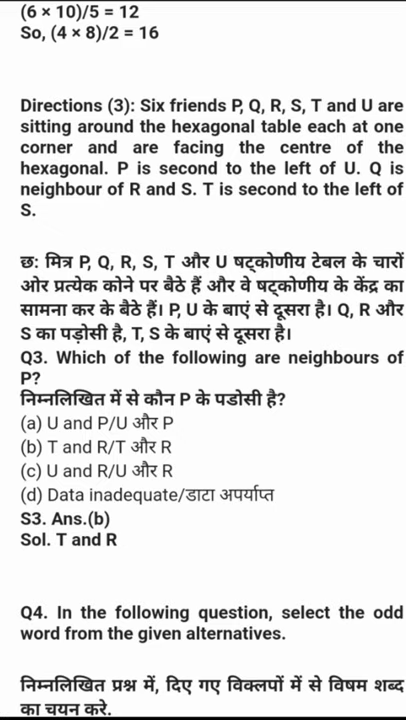 (6 × 10)/5 = 12
So, (4 × 8)/2 = 16
Directions (3): Six friends P, Q, R, S, T and U are
sitting around the hexagonal table each at one
corner and are facing the centre of the
hexagonal. P is second to the left of U. Q is
neighbour of R and S. T is second to the left of
S.
छ: मित्र P, Q, R, S, T और U षट्कोणीय टेबल के चारों
ओर प्रत्येक कोने पर बैठे हैं और वे षट्कोणीय के केंद्र का
सामना कर के बैठे हैं। P, U के बाएं से दूसरा है। Q, R और
S का पड़ोसी है, T, S के बाएं से दूसरा है।
Q3. Which of the following are neighbours of
P?
निम्नलिखित में से कौन P के पडोसी है?
(a) U and P/U और P
(b) T and R/T और R
(c) U and R/U और R
(d) Data inadequate/डाटा अपर्याप्त
S3. Ans.(b)
Sol. T and R
Q4. In the following question, select the odd
word from the given alternatives.
निम्नलिखित प्रश्न में, दिए गए विक्लपों में से विषम शब्द
का चयन करे.